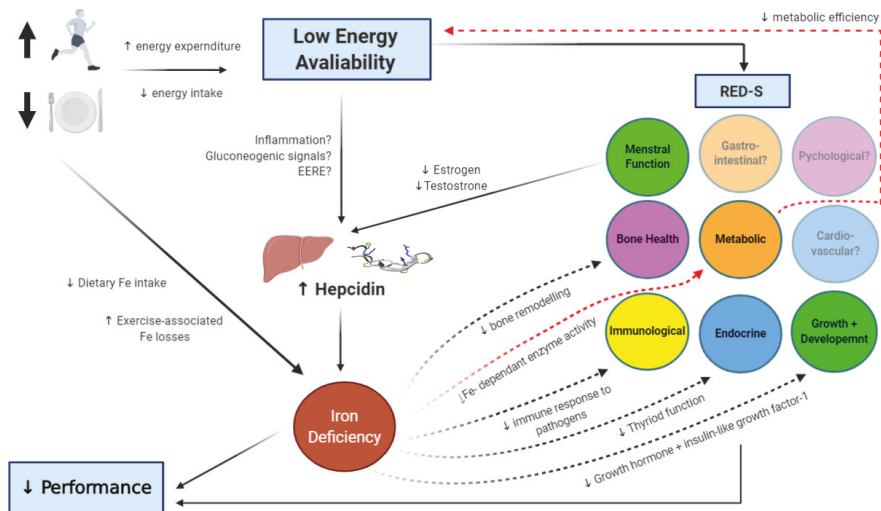 ↓ metabolic efficiency
↑ energy expernditure
↓ energy intake
Low Energy
Avaliability
RED-S
Inflammation?
Gluconeogenic signals?
EERE?
↓ Estrogen
↓ Testostrone
Menstral
Function
Gastro-
intestinal?
Pychological?
Bone Health
Metabolic
Cardio-
vascular?
↑ Hepcidin
↓ Dietary Fe intake
↑ Exercise-associated
Fe losses
↓ bone remodelling
↓Fe- dependant enzyme activity
Immunological
Endocrine
Growth +
Developemnt
Iron
Deficiency
↓ immune response to
pathogens
↓ Thyriod function
↓ Growth hormone + insulin-like growth factor-1
↓ Performance